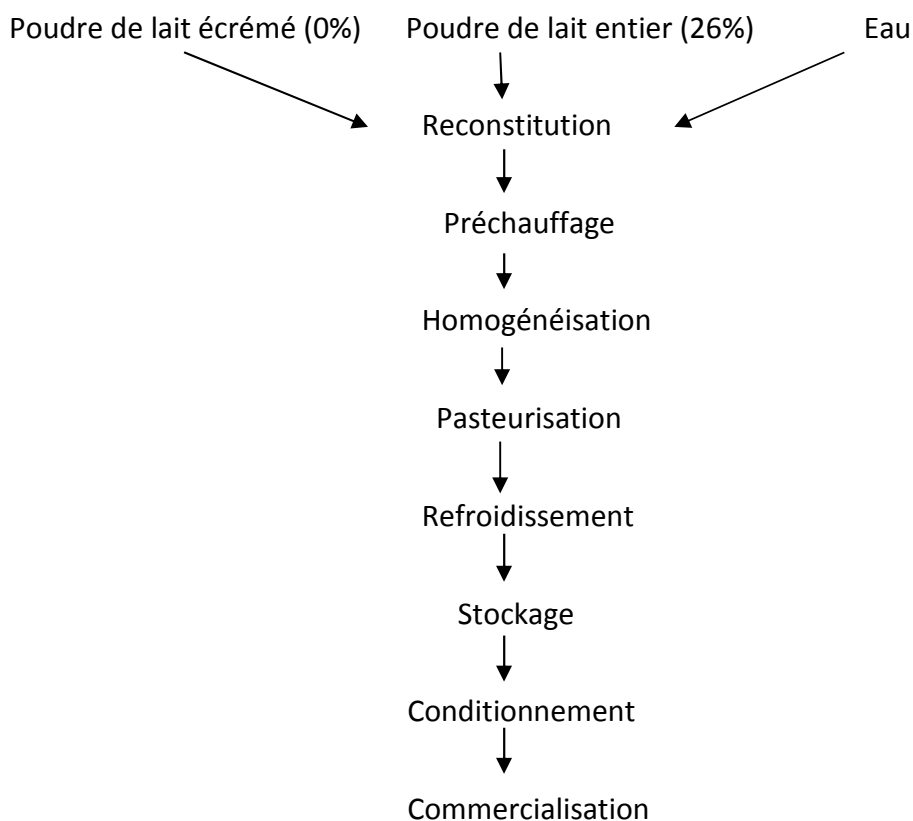 Poudre de lait écrémé (0%) Poudre de lait entier (26%) Eau
Reconstitution
Préchauffage
Homogénéisation
Pasteurisation
Refroidissement
Stockage
Conditionnement
Commercialisation